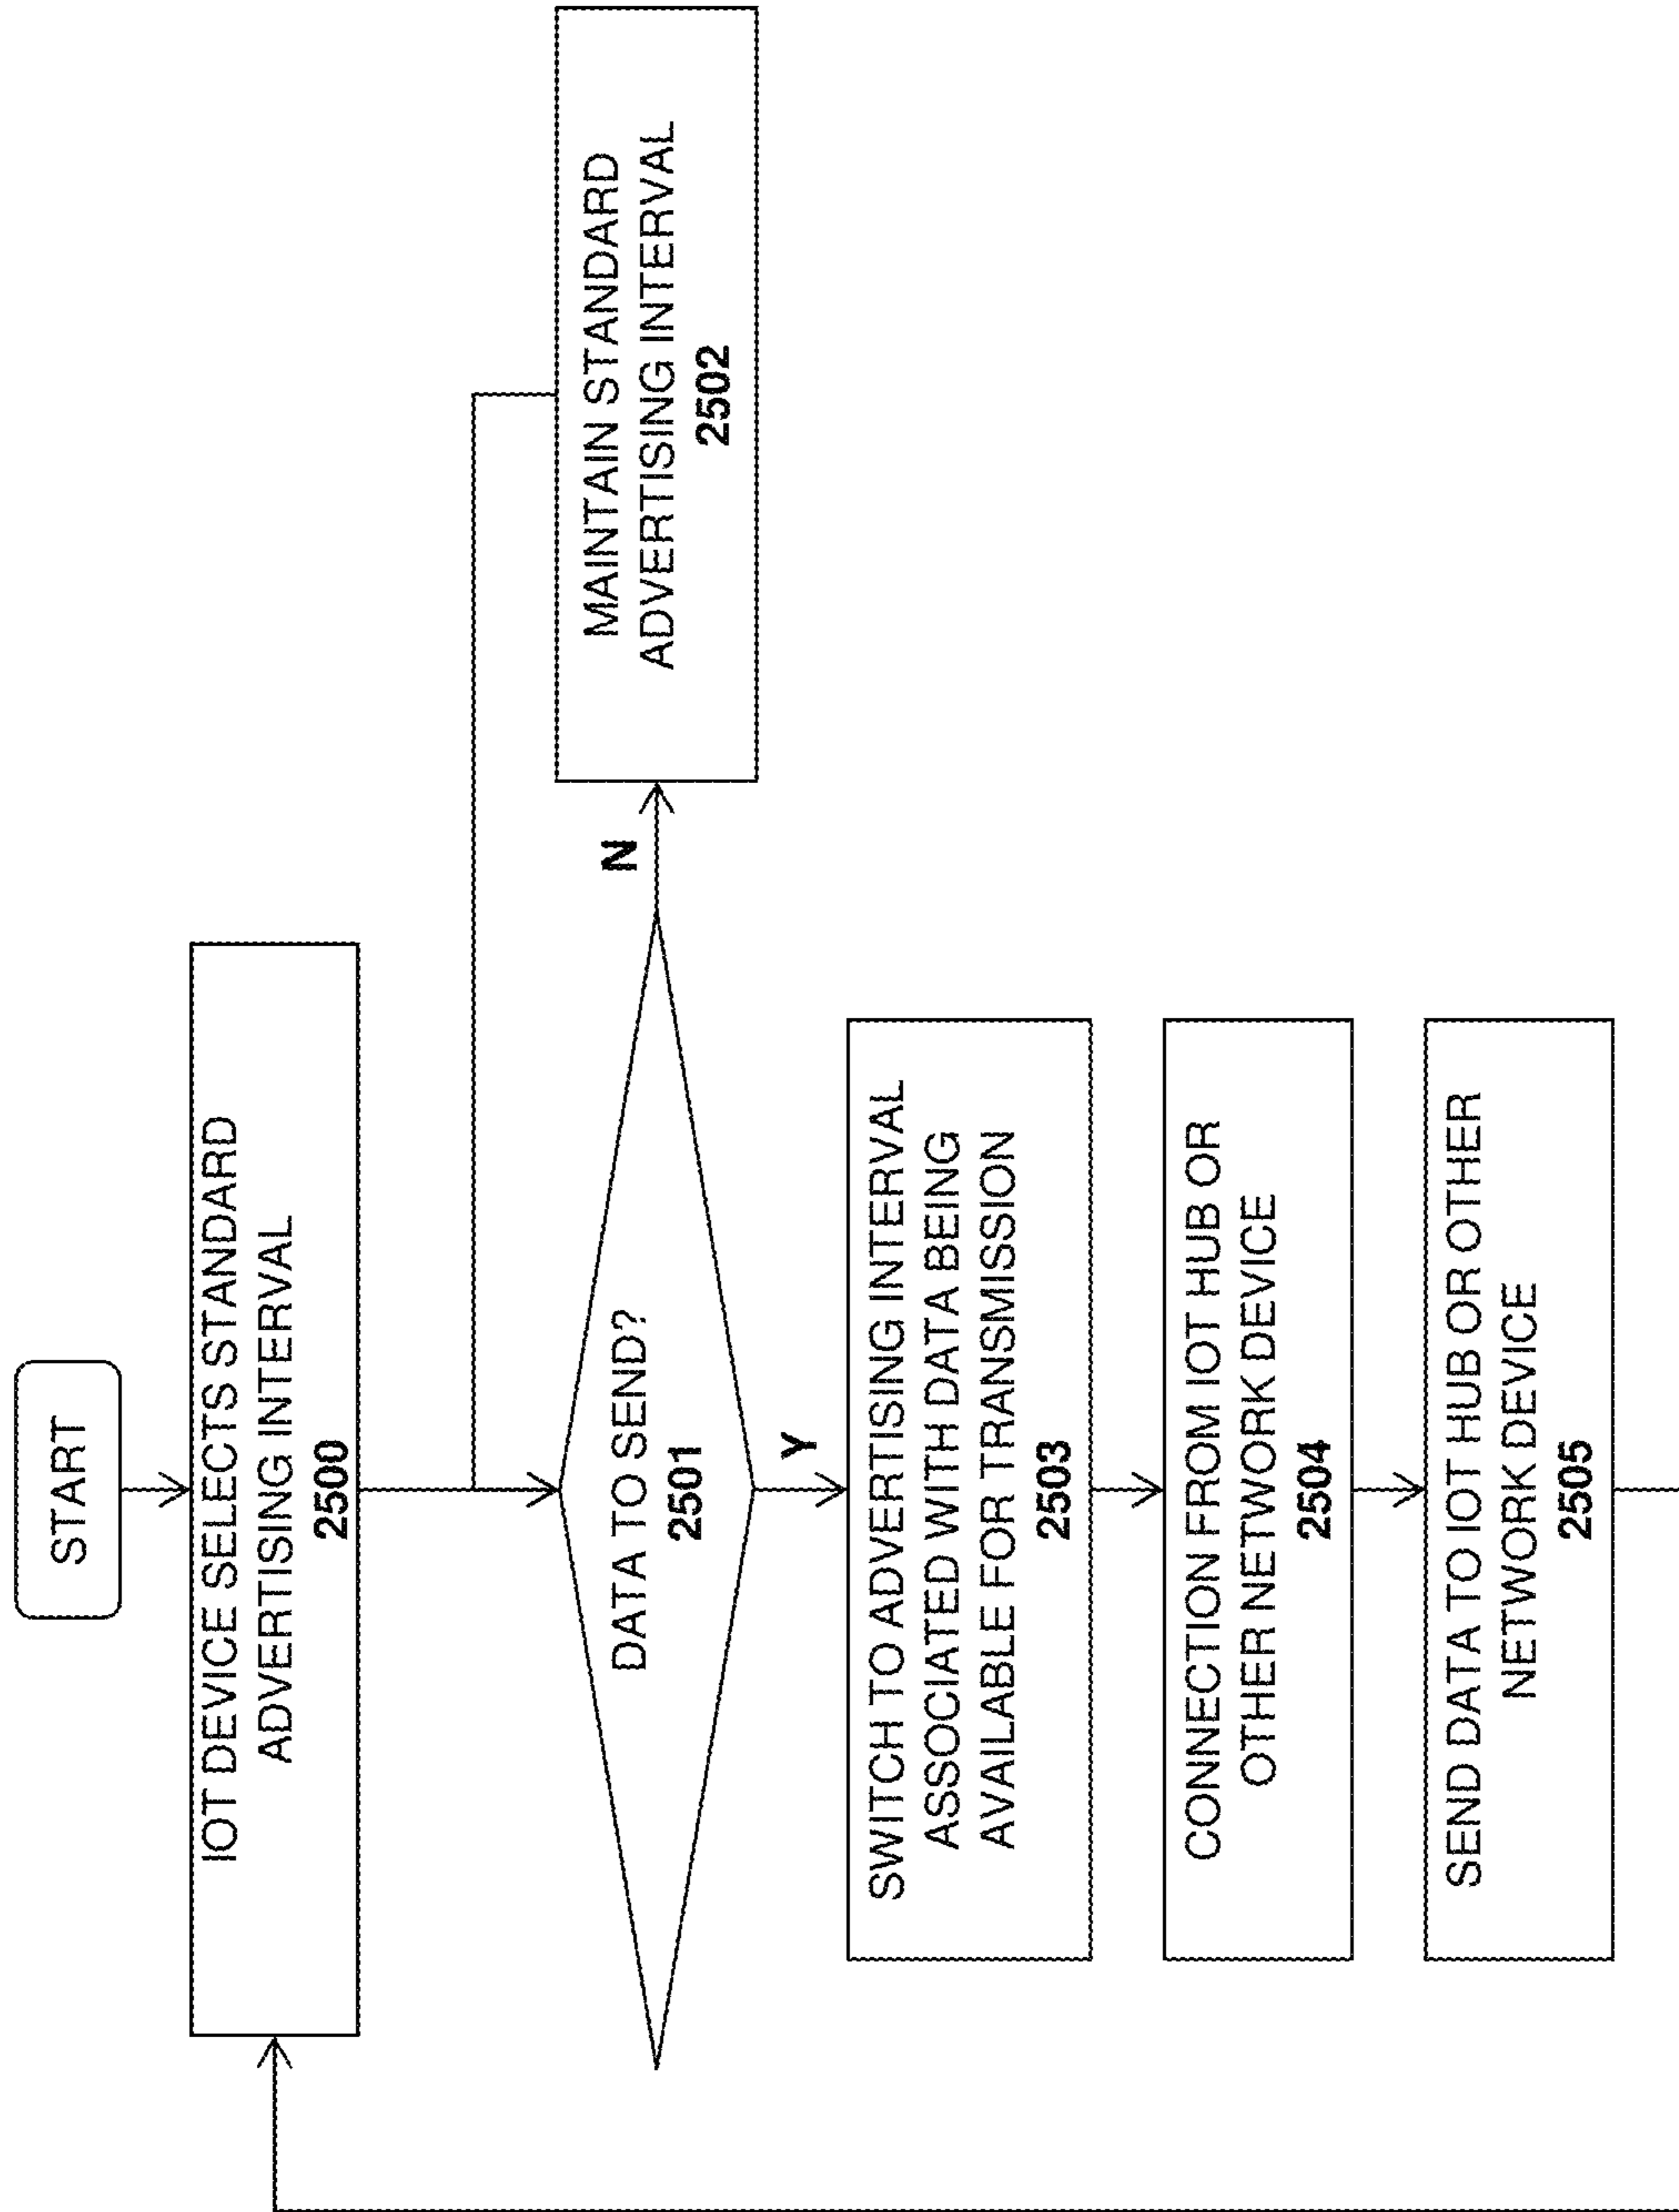 START
IOT DEVICE SELECTS STANDARD
ADVERTISING INTERVAL
2500
DATA TO SEND?
2501
N
MAINTAIN STANDARD
ADVERTISING INTERVAL
2502
Y
SWITCH TO ADVERTISING INTERVAL
ASSOCIATED WITH DATA BEING
AVAILABLE FOR TRANSMISSION
2503
CONNECTION FROM IOT HUB OR
OTHER NETWORK DEVICE
2504
SEND DATA TO IOT HUB OR OTHER
NETWORK DEVICE
2505